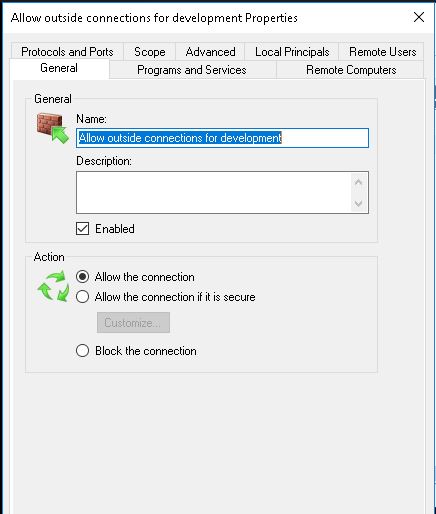 Allow outside connections for development Properties
Protocols and Ports Scope Advanced Local Principals Remote Users
General Programs and Services Remote Computers
General
Name:
Allow outside connections for development
Description:
Enabled
Action
Allow the connection
Allow the connection if it is secure
Customize...
Block the connection